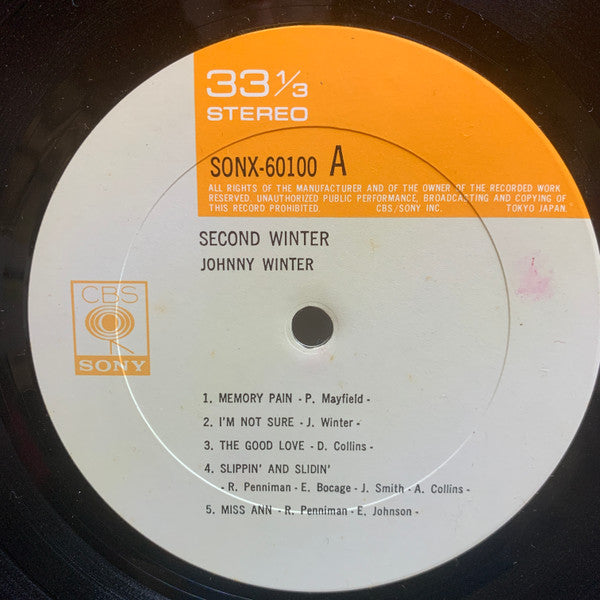 33 1/3
STEREO
SONX-60100 A
ALL RIGHTS OF THE MANUFACTURER AND OF THE OWNER OF THE RECORDED WORK
RESERVED. UNAUTHORIZED PUBLIC PERFORMANCE, BROADCASTING AND COPYING OF
THIS RECORD PROHIBITED. CBS/SONY INC. TOKYO JAPAN.
SECOND WINTER
JOHNNY WINTER
CBS
SONY
1. MEMORY PAIN - P. Mayfield -
2. I'M NOT SURE - J. Winter -
3. THE GOOD LOVE - D. Collins -
4. SLIPPIN' AND SLIDIN'
- R. Penniman - E. Bocage - J. Smith - A. Collins -
5. MISS ANN - R. Penniman - E. Johnson -